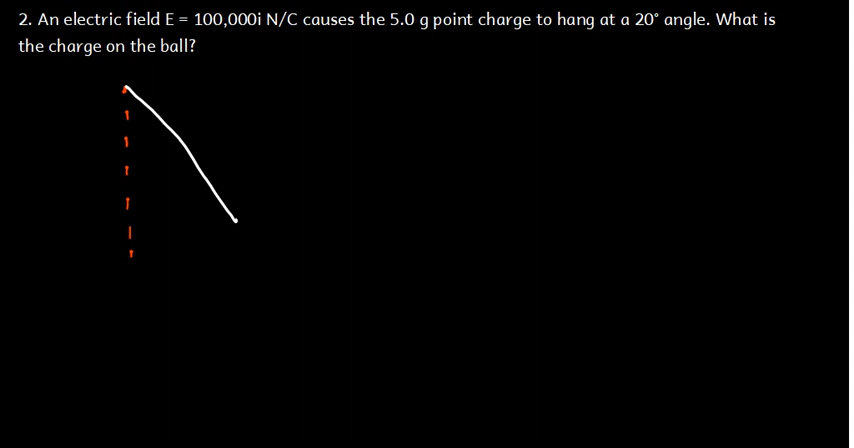 2. An electric field E = 100,000i N/C causes the 5.0 g point charge to hang at a 20° angle. What is
the charge on the ball?